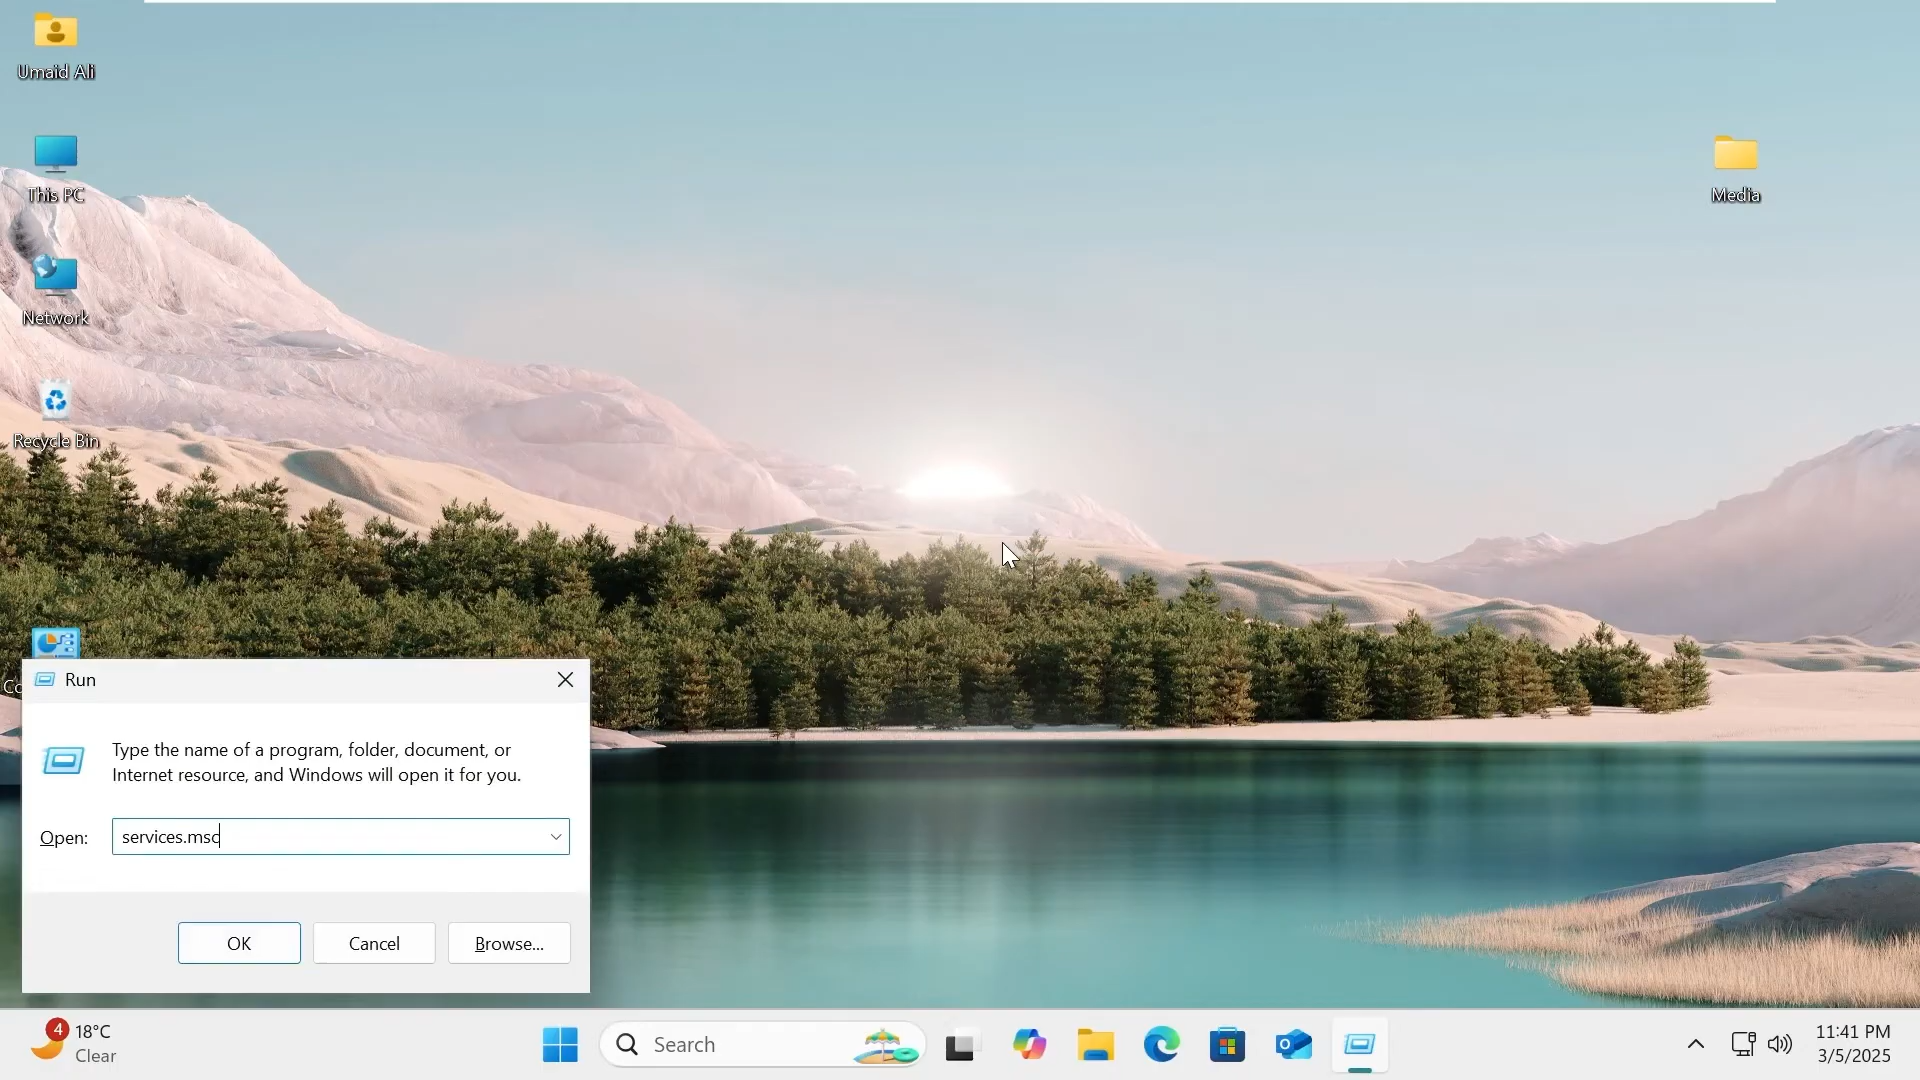 Umaid Ali
This PC
Network
Recycle Bin
Media
Co
Run
Type the name of a program, folder, document, or
Internet resource, and Windows will open it for you.
Open:
services.msc
OK
Cancel
Browse...
4
18°C
Clear
Search
11:41 PM
3/5/2025